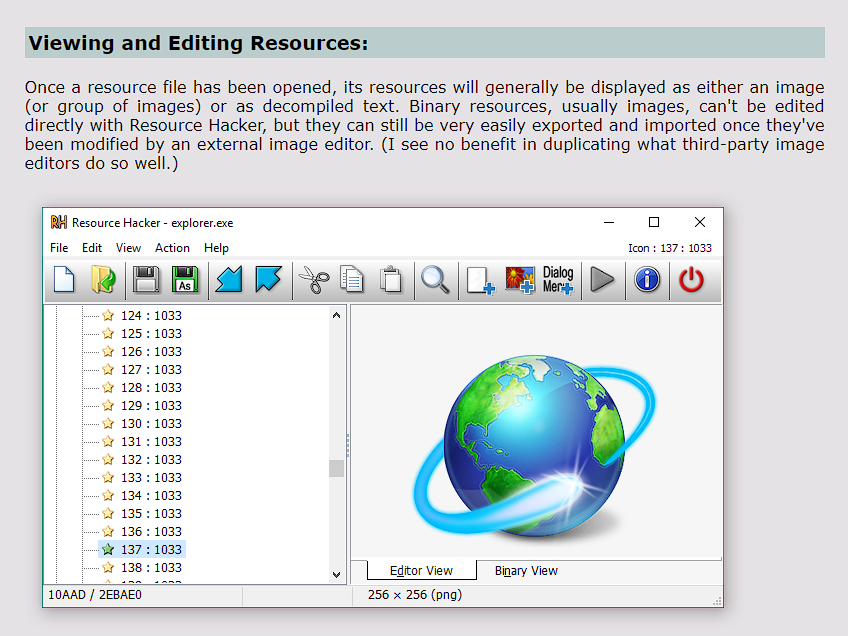 Viewing and Editing Resources:
Once a resource file has been opened, its resources will generally be displayed as either an image
(or group of images) or as decompiled text. Binary resources, usually images, can't be edited
directly with Resource Hacker, but they can still be very easily exported and imported once they've
been modified by an external image editor. (I see no benefit in duplicating what third-party image
editors do so well.)
RH Resource Hacker - explorer.exe
File Edit View Action Help Icon : 137 : 1033
As
Dialog
Menu
124 : 1033
125 : 1033
126 : 1033
127 : 1033
128 : 1033
129 : 1033
130 : 1033
131 : 1033
132 : 1033
133 : 1033
134 : 1033
135 : 1033
136 : 1033
137 : 1033
138 : 1033
Editor View Binary View
10AAD / 2EBAE0 256 × 256 (png)